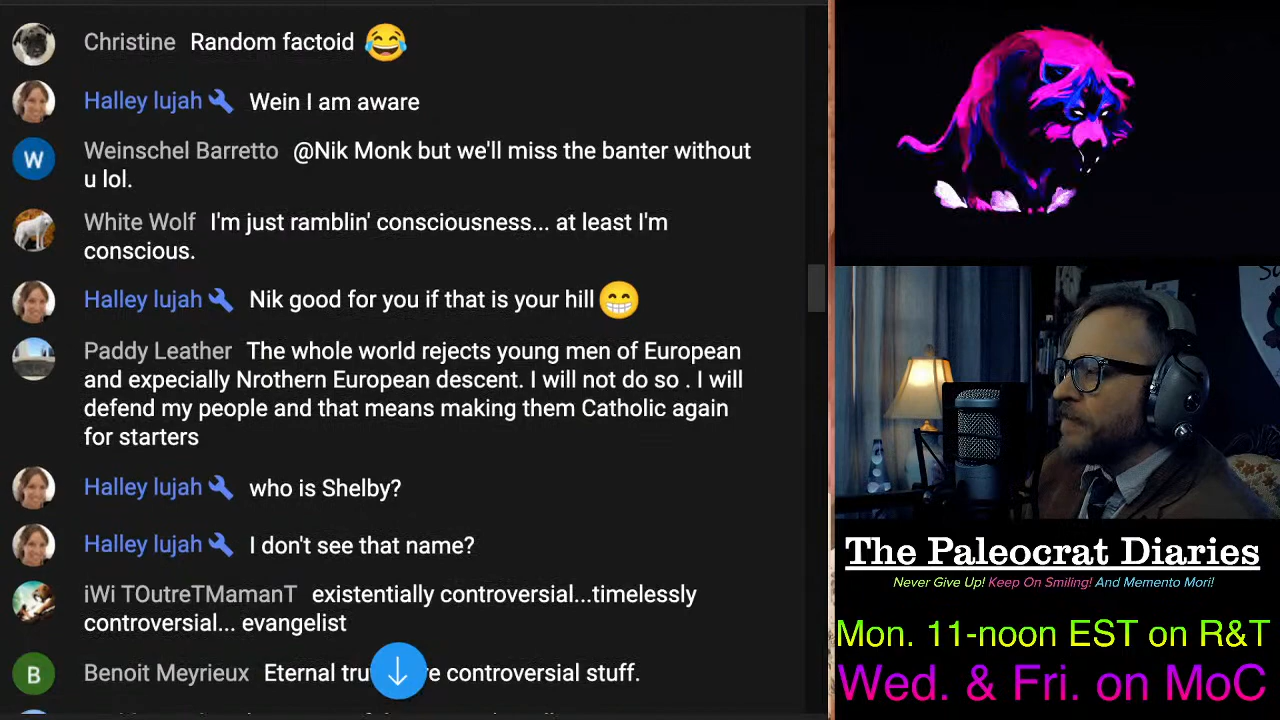 Christine Random factoid 😂
Halley lujah Wein I am aware
W
Weinschel Barretto @Nik Monk but we'll miss the banter without
u lol.
White Wolf I'm just ramblin' consciousness... at least I'm
conscious.
Halley lujah Nik good for you if that is your hill😁
Paddy Leather The whole world rejects young men of European
and expecially Nrothern European descent. I will not do so . I will
defend my people and that means making them Catholic again
for starters
Halley lujah who is Shelby?
Halley lujah I don't see that name?
iWi TOutreTMamanT existentially controversial...timelessly
controversial... evangelist
B
Benoit Meyrieux Eternal controversial stuff.
The Paleocrat Diaries
Never Give Up! Keep On Smiling! And Memento Mori!
Mon. 11-noon EST on R&T
Wed. & Fri. on MoC